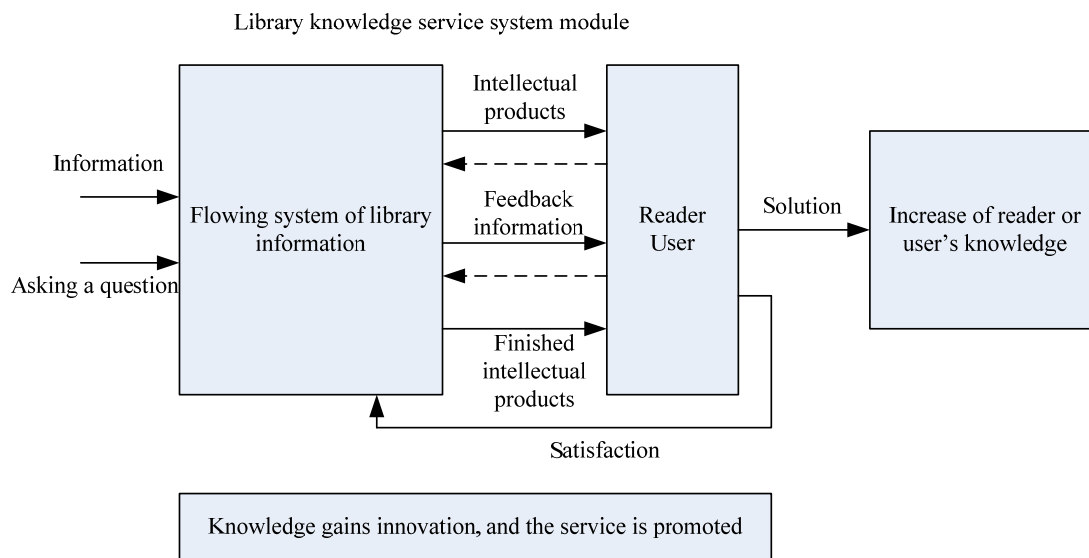 Library knowledge service system module
Intellectual
products
Information
Flowing system of library
information
Feedback
information
Reader
User
Solution
Increase of reader or
user's knowledge
Asking a question
Finished
intellectual
products
Satisfaction
Knowledge gains innovation, and the service is promoted